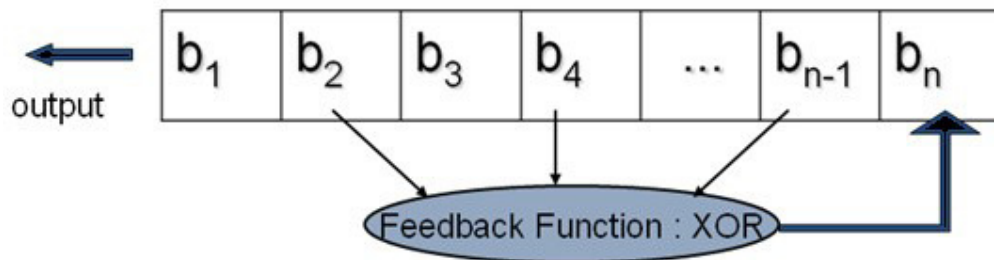 b₁ b₂ b₃ b₄ ... bₙ₋₁ bₙ
output
Feedback Function : XOR